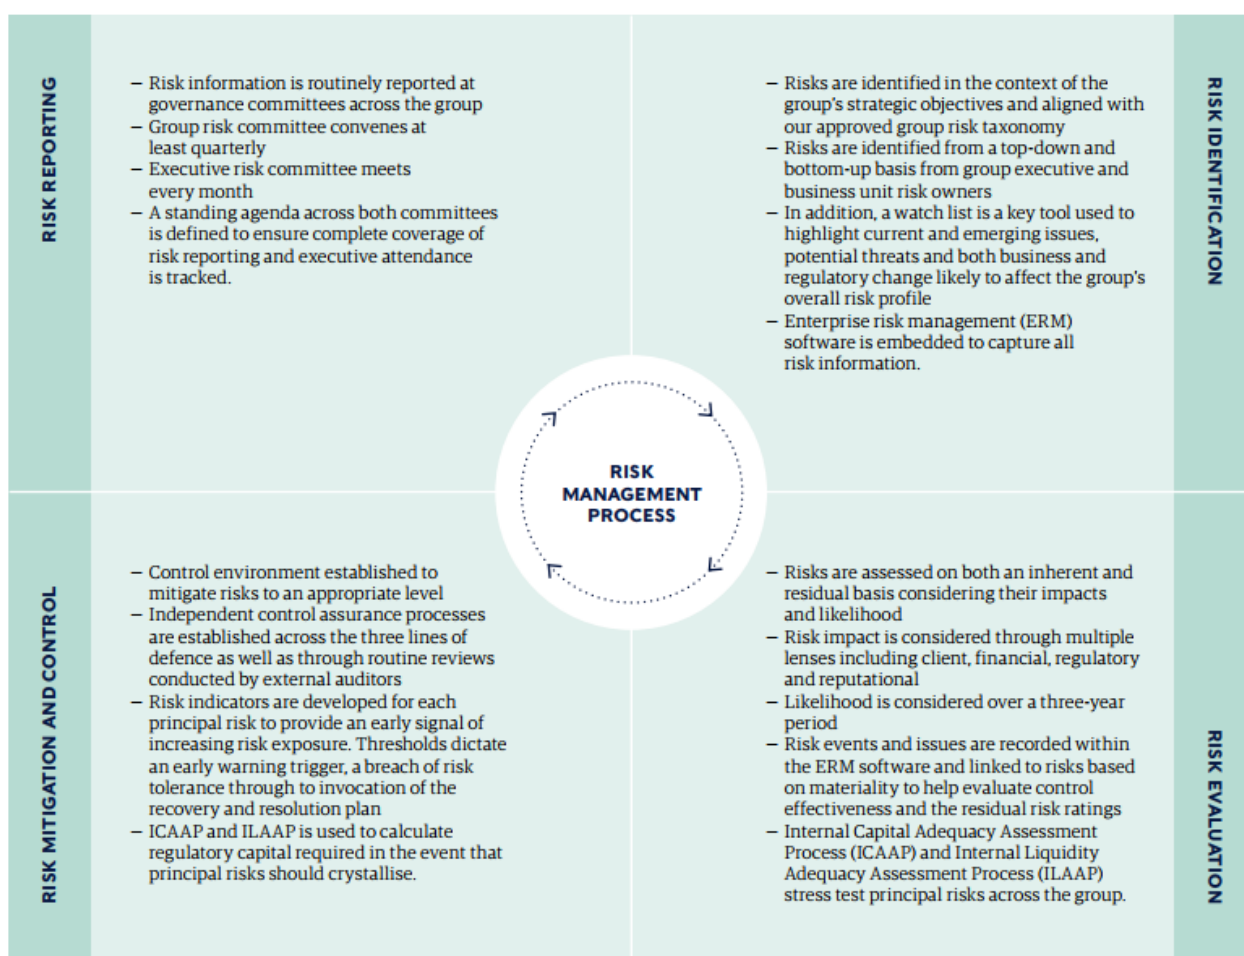 RISK REPORTING
— Risk information is routinely reported at
governance committees across the group
— Group risk committee convenes at
least quarterly
— Executive risk committee meets
every month
— A standing agenda across both committees
is defined to ensure complete coverage of
risk reporting and executive attendance
is tracked.
RISK IDENTIFICATION
— Risks are identified in the context of the
group's strategic objectives and aligned with
our approved group risk taxonomy
— Risks are identified from a top-down and
bottom-up basis from group executive and
business unit risk owners
— In addition, a watch list is a key tool used to
highlight current and emerging issues,
potential threats and both business and
regulatory change likely to affect the group's
overall risk profile
— Enterprise risk management (ERM)
software is embedded to capture all
risk information.
RISK
MANAGEMENT
PROCESS
RISK MITIGATION AND CONTROL
— Control environment established to
mitigate risks to an appropriate level
— Independent control assurance processes
are established across the three lines of
defence as well as through routine reviews
conducted by external auditors
— Risk indicators are developed for each
principal risk to provide an early signal of
increasing risk exposure. Thresholds dictate
an early warning trigger, a breach of risk
tolerance through to invocation of the
recovery and resolution plan
— ICAAP and ILAAP is used to calculate
regulatory capital required in the event that
principal risks should crystallise.
RISK EVALUATION
— Risks are assessed on both an inherent and
residual basis considering their impacts
and likelihood
— Risk impact is considered through multiple
lenses including client, financial, regulatory
and reputational
— Likelihood is considered over a three-year
period
— Risk events and issues are recorded within
the ERM software and linked to risks based
on materiality to help evaluate control
effectiveness and the residual risk ratings
— Internal Capital Adequacy Assessment
Process (ICAAP) and Internal Liquidity
Adequacy Assessment Process (ILAAP)
stress test principal risks across the group.